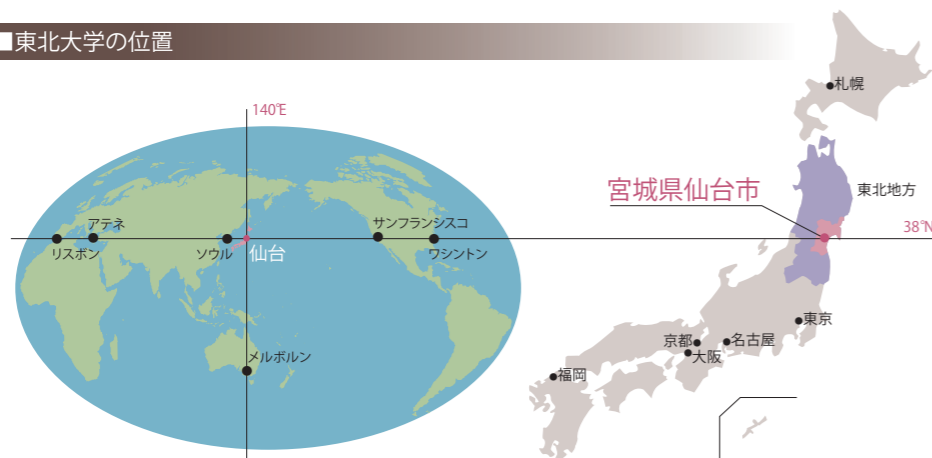 ■東北大学の位置
140°E
アテネ
リスボン
ソウル
仙台
サンフランシスコ
ワシントン
メルボルン
札幌
宮城県仙台市
東北地方
38°N
東京
京都
名古屋
大阪
福岡